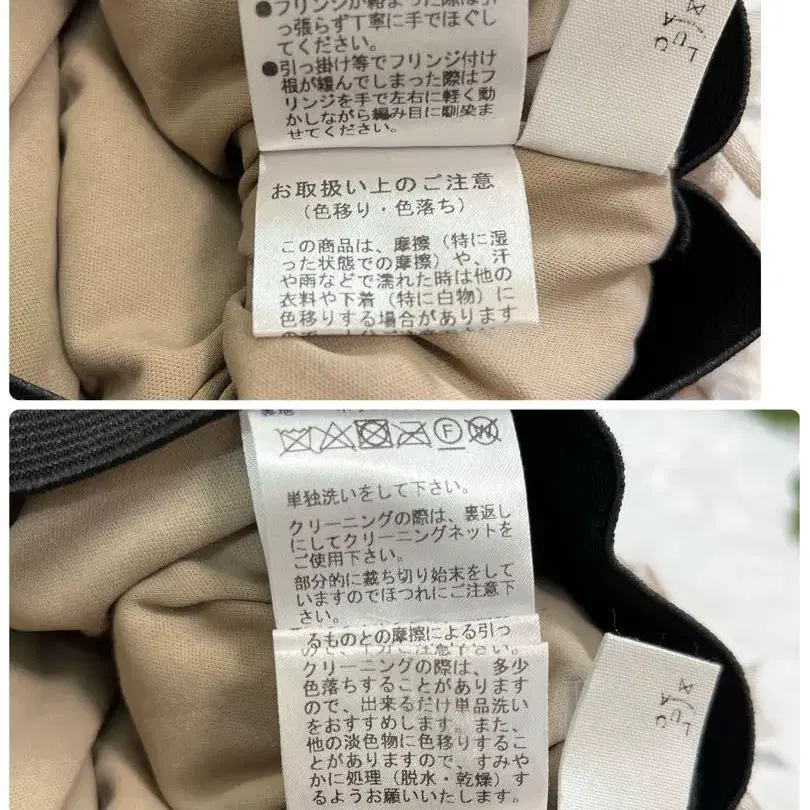 ●フリンジが絡まった際は引
っ張らず丁寧に手でほぐし
てください。
●引っ掛け等でフリンジ付け
根が緩んでしまった際はフ
リンジを手で左右に軽く動
かしながら編み目に馴染ま
せてください。
お取扱い上のご注意
（色移り・色落ち）
この商品は、摩擦（特に湿
った状態での摩擦）や、汗
や雨などで濡れた時は他の
衣料や下着（特に白物）に
色移りする場合があります
F
W
単独洗いをして下さい。
クリーニングの際は、裏返し
にしてクリーニングネットを
ご使用下さい。
部分的に裁ち切り始末をして
いますのでほつれにご注意下
さい。
るものとの摩擦による引っ
クリーニングの際は、多少
色落ちすることがあります
ので、出来るだけ単品洗い
をおすすめします。また、
他の淡色物に色移りするこ
とがありますので、すみや
かに処理（脱水・乾燥）す
るようお願いいたします。